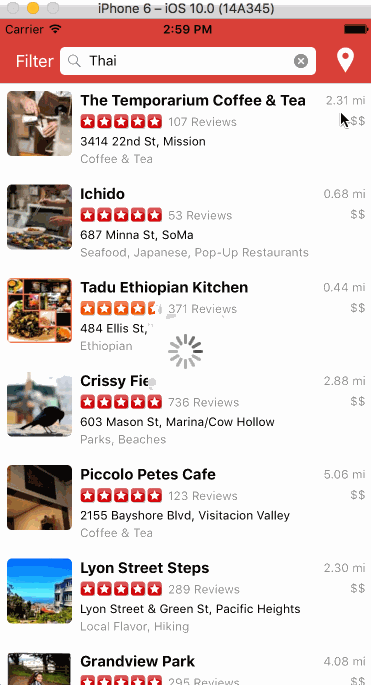 iPhone 6 – iOS 10.0 (14A345)
Carrier 2:59 PM
Filter Thai
The Temporarium Coffee & Tea 2.31 mi
107 Reviews $$
3414 22nd St, Mission
Coffee & Tea
Ichido 0.68 mi
53 Reviews $$
687 Minna St, SoMa
Seafood, Japanese, Pop-Up Restaurants
Tadu Ethiopian Kitchen 0.44 mi
371 Reviews $$
484 Ellis St,
Ethiopian
Crissy 2.88 mi
736 Reviews $$
603 Mason St, Marina/Cow Hollow
Parks, Beaches
Piccolo Petes Cafe 5.06 mi
123 Reviews $$
2155 Bayshore Blvd, Visitacion Valley
Coffee & Tea
Lyon Street Steps 2.30 mi
289 Reviews $$
Lyon Street & Green St, Pacific Heights
Local Flavor, Hiking
Grandview Park 4.08 mi
295 Reviews $$